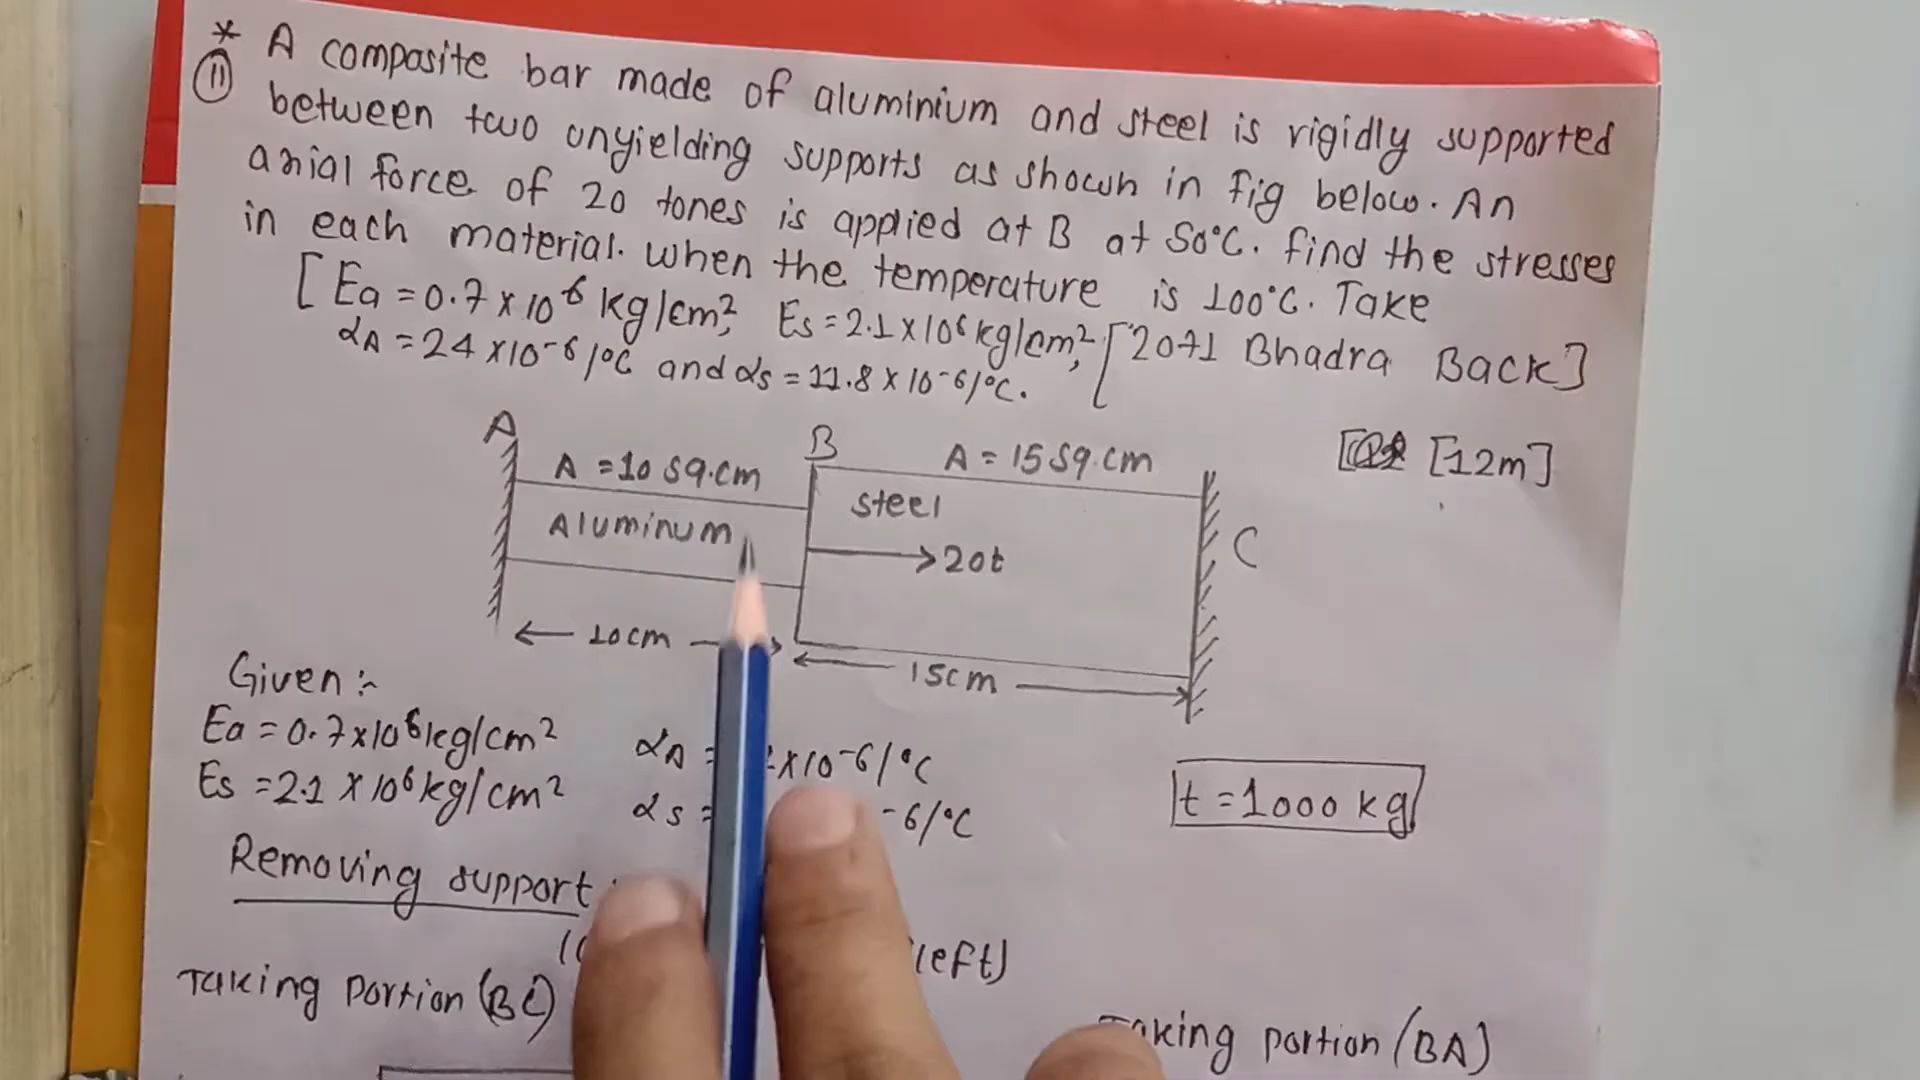 * A composite bar made of aluminium and steel is rigidly supported
(11) between two unyielding supports as shown in fig below. An
axial force of 20 tones is applied at B at 50°C. find the stresses
in each material. when the temperature is 100°C. Take
[Ea = 0.7 x 10^6 kg/cm², Es = 2.1 x 10^6 kg/cm², [2071 Bhadra Back]
αA = 24 x 10^-6 /°C and αs = 11.8 x 10^-6/°C.
[12m]
A
A = 10 sq.cm
B
A = 15 sq.cm
Aluminum
steel
20t
C
10cm
15cm
Given :-
Ea = 0.7x10^6 kg/cm²
αA = x10^-6/°C
Es = 2.1 x 10^6 kg/cm²
αs = -6/°C
t = 1000 kg
Removing support
left)
Taking Portion (BC)
Taking portion (BA)